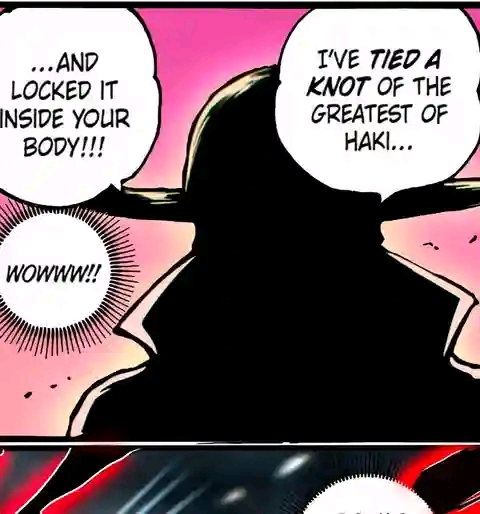 I'VE TIED A
KNOT OF THE
GREATEST OF
HAKI...
...AND
LOCKED IT
INSIDE YOUR
BODY!!!
WOWWW!!